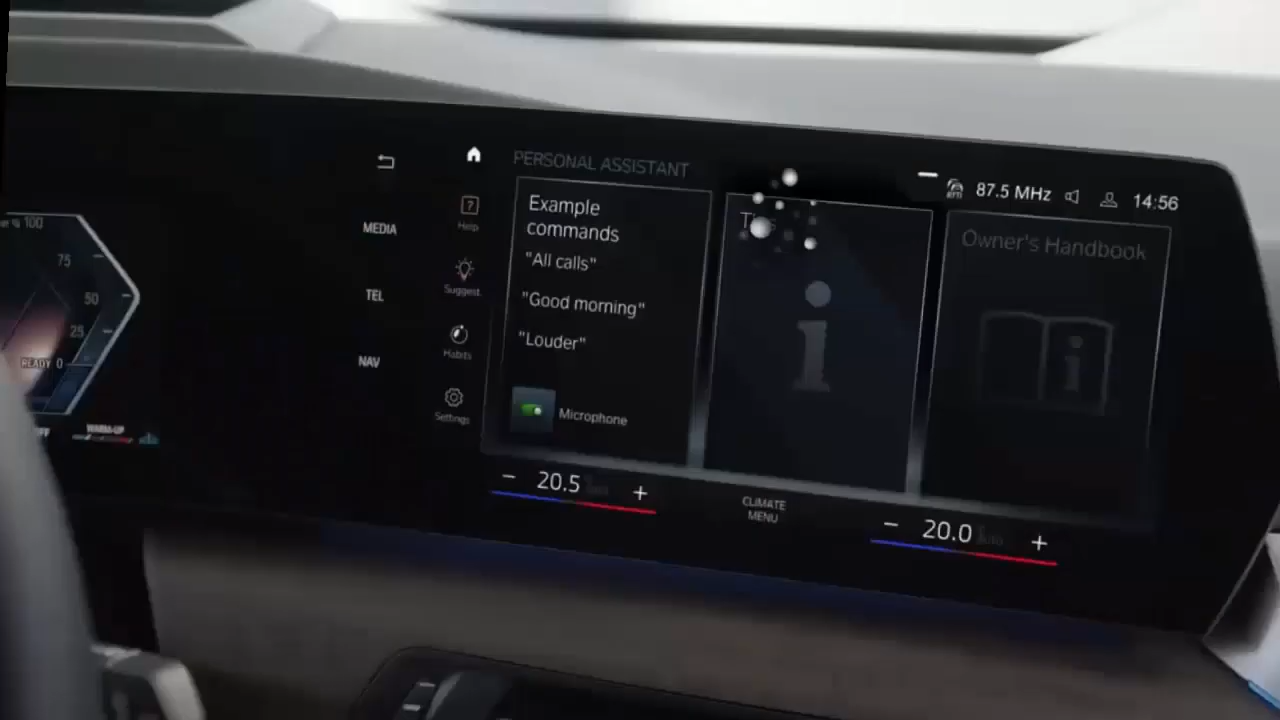 100
75
50
25
READY 0
WARM-UP
MEDIA
TEL
NAV
Help
Suggest.
Habits
Settings
PERSONAL ASSISTANT
87.5 MHz
14:56
Example
commands
"All calls"
"Good morning"
"Louder"
Microphone
Owner's Handbook
- 20.5 +
CLIMATE
MENU
- 20.0 +